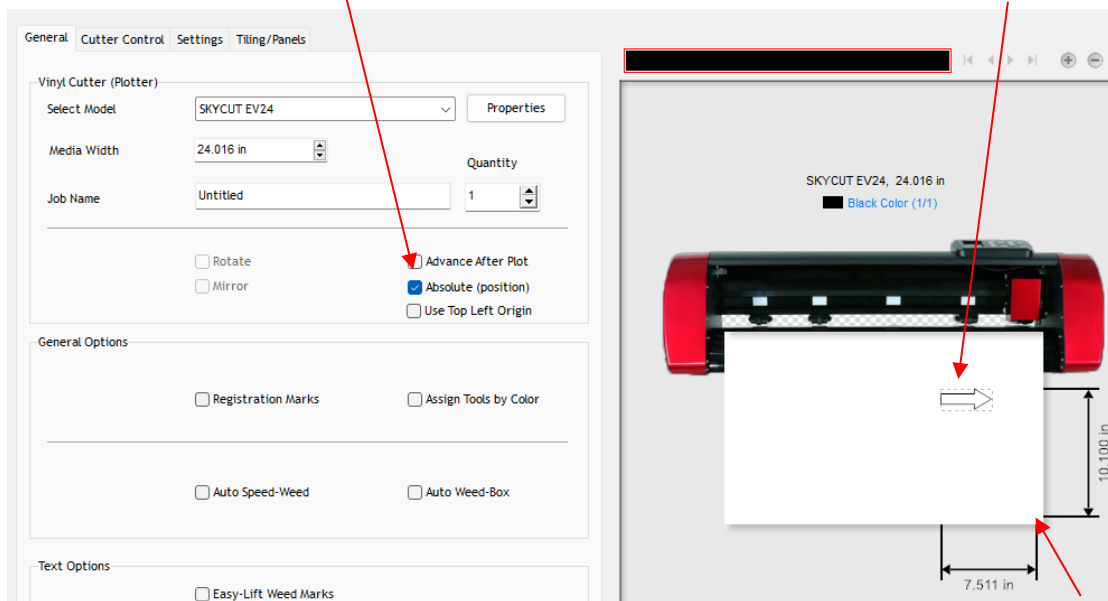 General Cutter Control Settings Tiling/Panels
Vinyl Cutter (Plotter)
Select Model SKYCUT EV24 Properties
Media Width 24.016 in
Quantity
Job Name Untitled 1
Rotate Advance After Plot
Mirror Absolute (position)
Use Top Left Origin
General Options
Registration Marks Assign Tools by Color
Auto Speed-Weed Auto Weed-Box
Text Options
Easy-Lift Weed Marks
SKYCUT EV24, 24.016 in
Black Color (1/1)
10.100 in
7.511 in